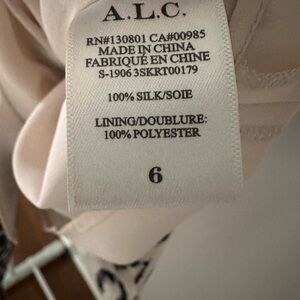 A.L.C.
RN#130801 CA#00985
MADE IN CHINA
FABRIQUÉ EN CHINE
S-1906 3SKRT00179
100% SILK/SOIE
LINING/DOUBLURE:
100% POLYESTER
6